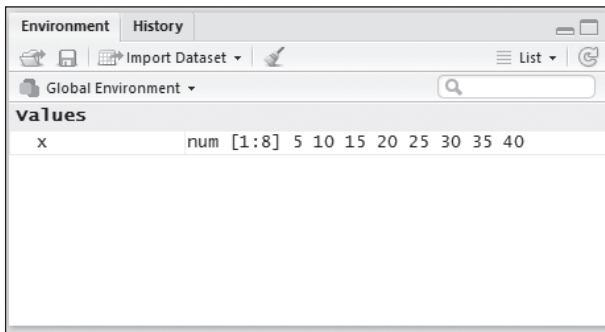 Environment History
Import Dataset List
Global Environment
Values
x num [1:8] 5 10 15 20 25 30 35 40